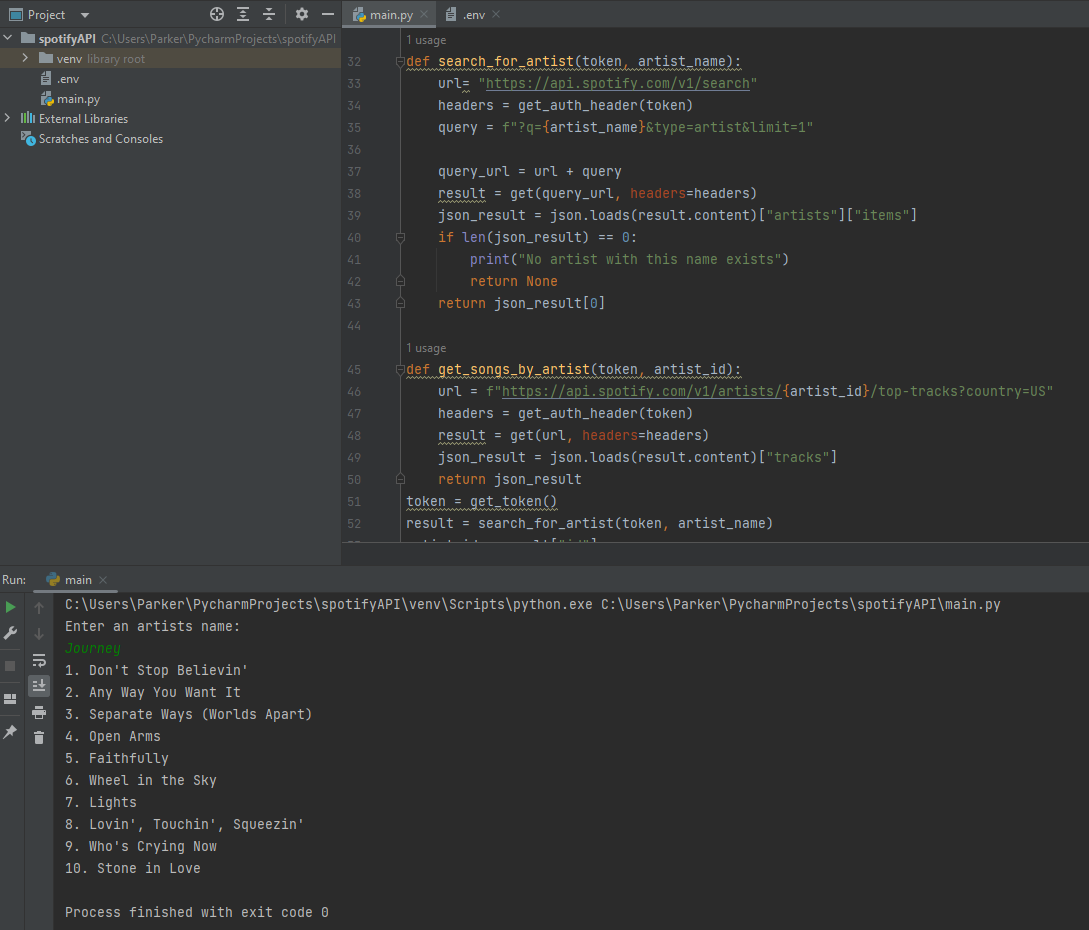 Project
spotifyAPI C:\Users\Parker\PycharmProjects\spotifyAPI
venv library root
.env
main.py
External Libraries
Scratches and Consoles
main.py
.env
1 usage
32 def search_for_artist(token, artist_name):
33 url= "https://api.spotify.com/v1/search"
34 headers = get_auth_header(token)
35 query = f"?q={artist_name}&type=artist&limit=1"
36
37 query_url = url + query
38 result = get(query_url, headers=headers)
39 json_result = json.loads(result.content)["artists"]["items"]
40 if len(json_result) == 0:
41 print("No artist with this name exists")
42 return None
43 return json_result[0]
44
1 usage
45 def get_songs_by_artist(token, artist_id):
46 url = f"https://api.spotify.com/v1/artists/{artist_id}/top-tracks?country=US"
47 headers = get_auth_header(token)
48 result = get(url, headers=headers)
49 json_result = json.loads(result.content)["tracks"]
50 return json_result
51 token = get_token()
52 result = search_for_artist(token, artist_name)
Run: main
C:\Users\Parker\PycharmProjects\spotifyAPI\venv\Scripts\python.exe C:\Users\Parker\PycharmProjects\spotifyAPI\main.py
Enter an artists name:
Journey
1. Don't Stop Believin'
2. Any Way You Want It
3. Separate Ways (Worlds Apart)
4. Open Arms
5. Faithfully
6. Wheel in the Sky
7. Lights
8. Lovin', Touchin', Squeezin'
9. Who's Crying Now
10. Stone in Love
Process finished with exit code 0